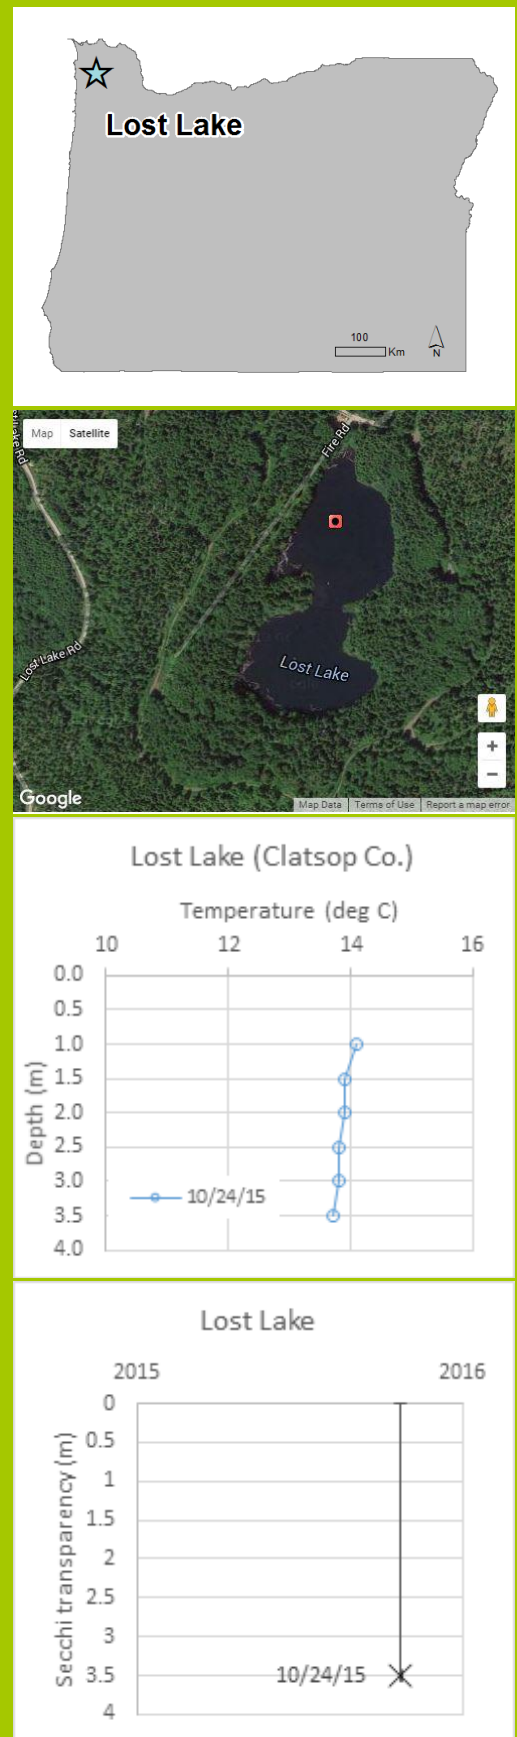 Lost Lake
100
Km
N
Map Satellite
Fire Rd
Lost Lake Rd
Lost Lake
+
−
Google
Map Data Terms of Use Report a map error
Lost Lake (Clatsop Co.)
Temperature (deg C)
10 12 14 16
0.0
0.5
1.0
1.5
2.0
2.5
3.0
3.5
4.0
Depth (m)
10/24/15
Lost Lake
2015 2016
0
0.5
1
1.5
2
2.5
3
3.5
4
Secchi transparency (m)
10/24/15